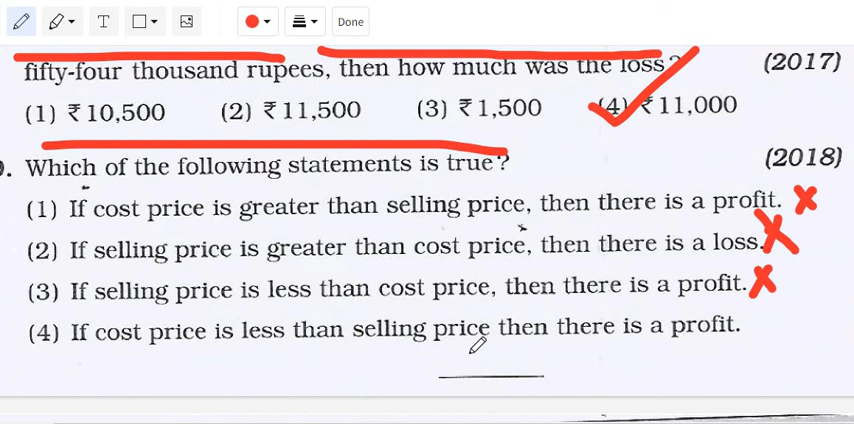 T Done
fifty-four thousand rupees, then how much was the loss? (2017)
(1) ₹10,500 (2) ₹11,500 (3) ₹1,500 (4) ₹11,000
. Which of the following statements is true? (2018)
(1) If cost price is greater than selling price, then there is a profit.
(2) If selling price is greater than cost price, then there is a loss.
(3) If selling price is less than cost price, then there is a profit.
(4) If cost price is less than selling price then there is a profit.